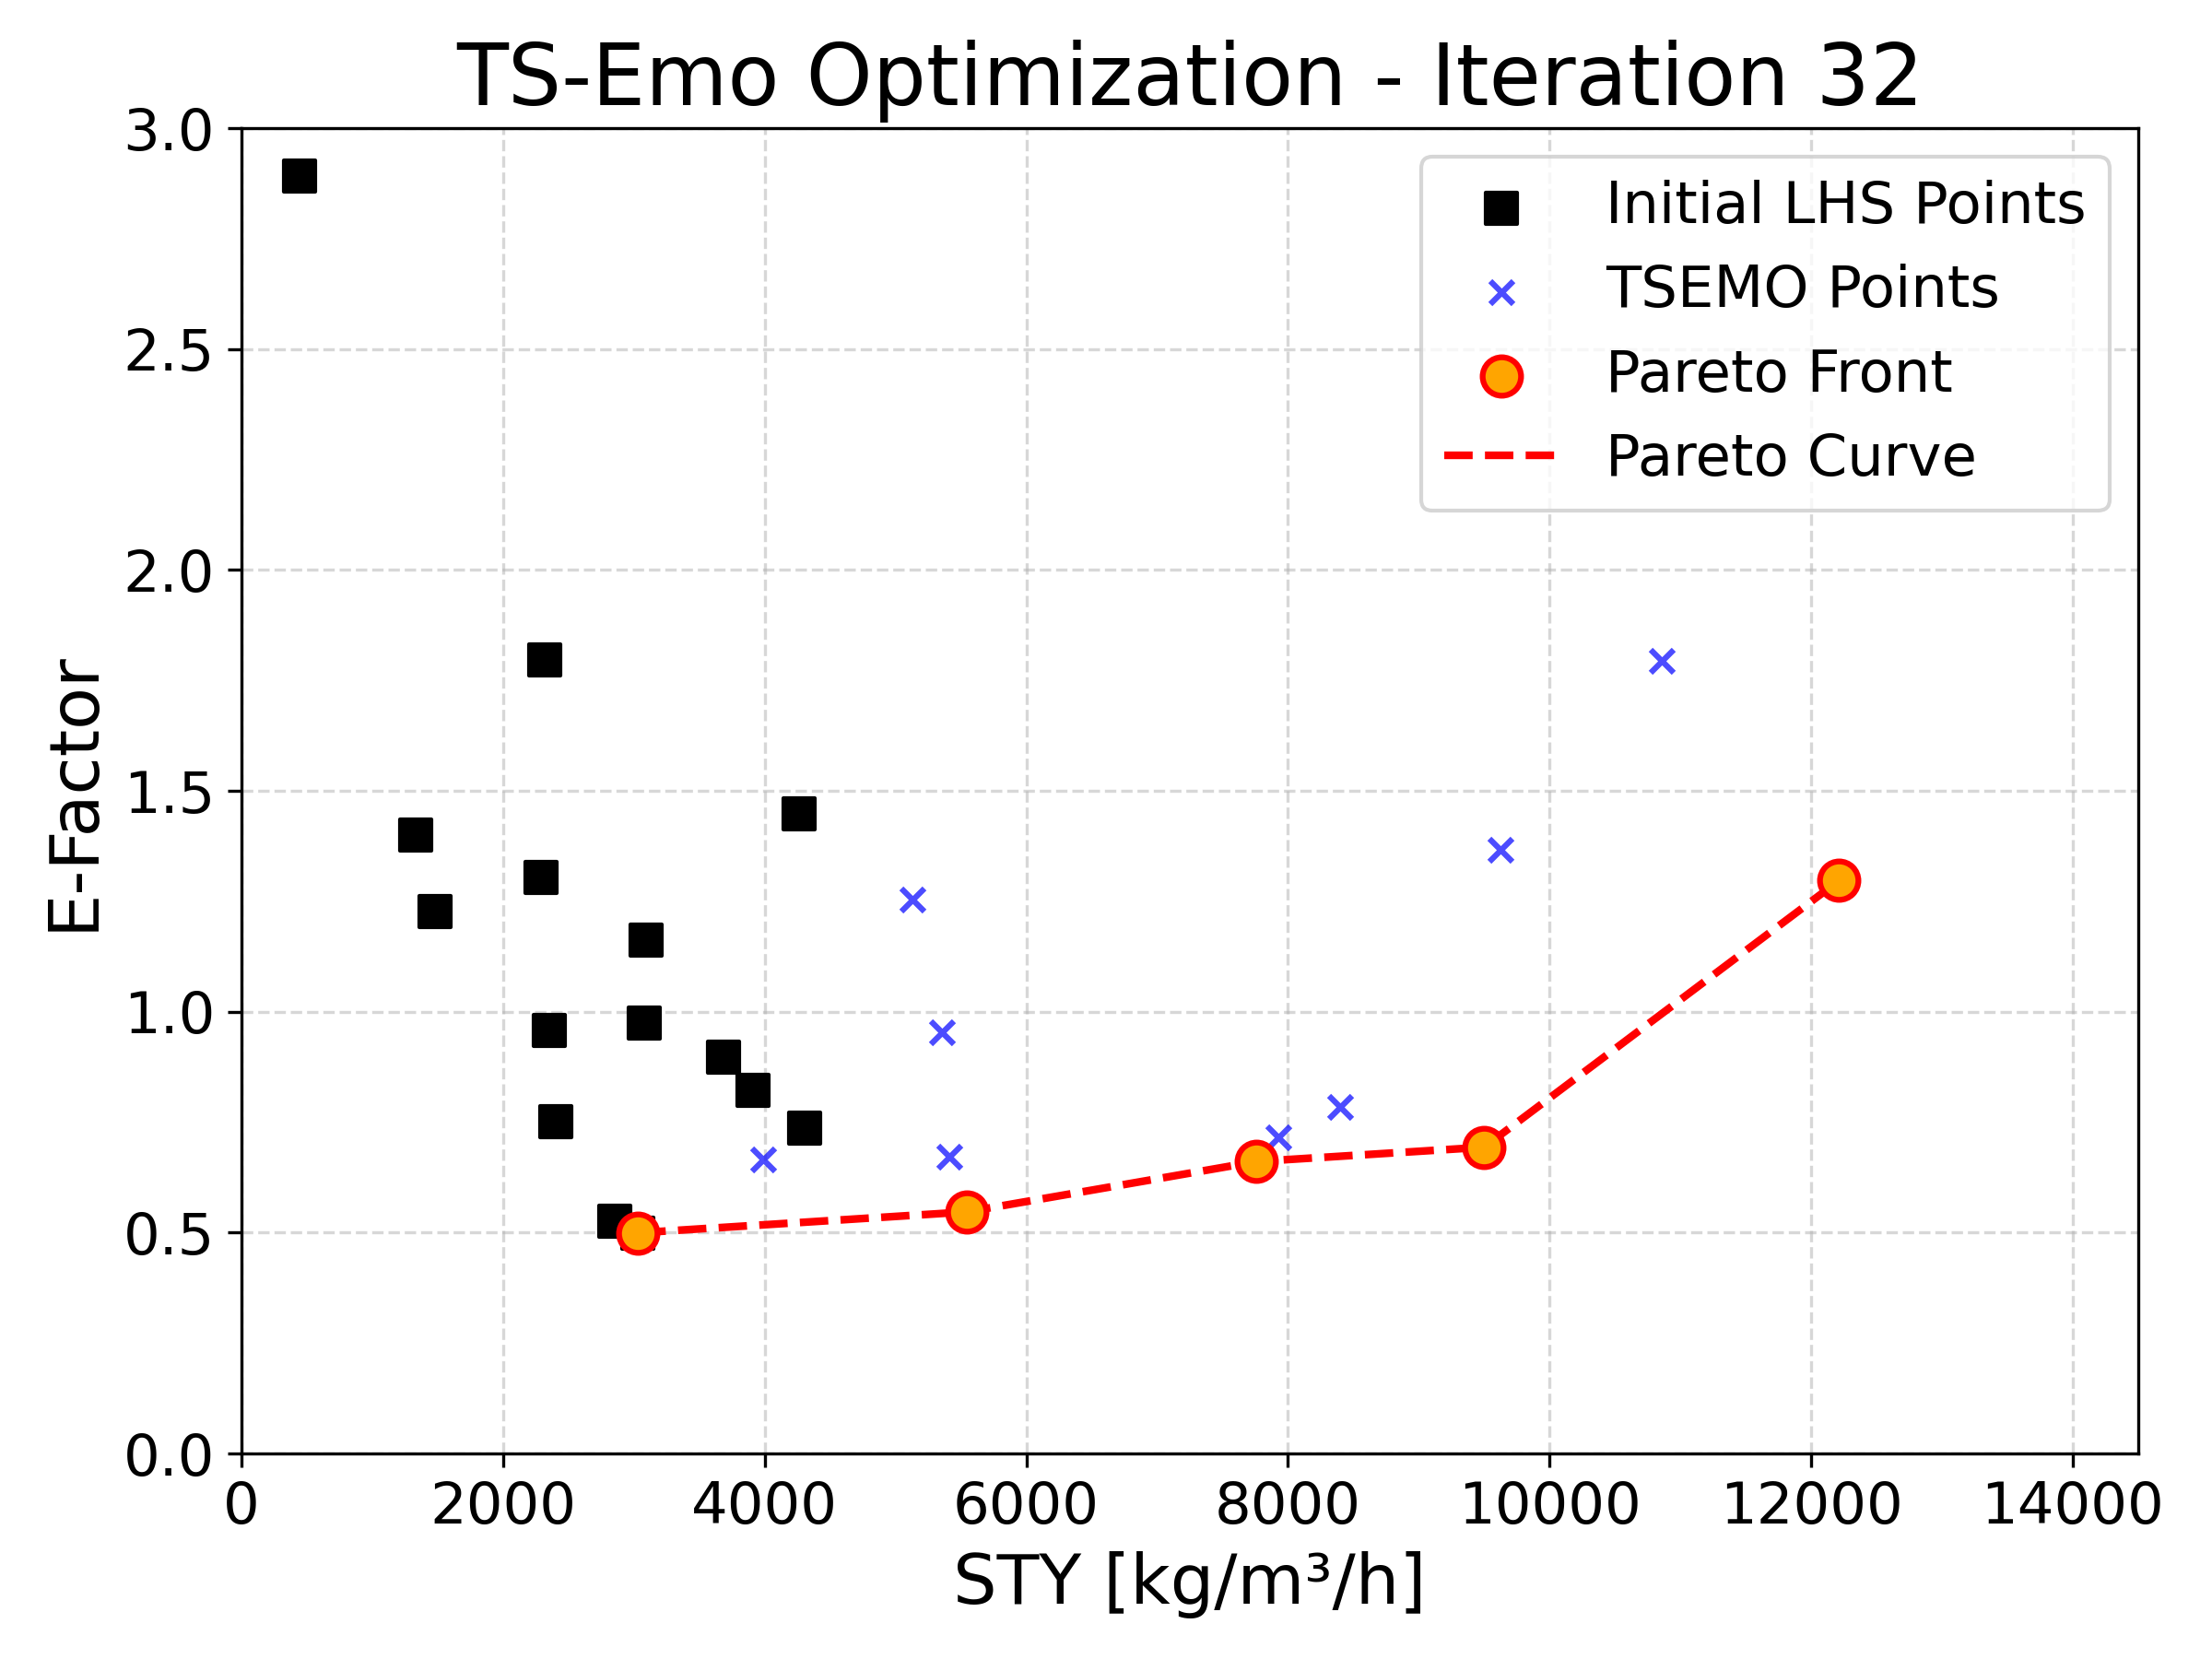 TS-Emo Optimization - Iteration 32
3.0
2.5
2.0
1.5
1.0
0.5
0.0
E-Factor
Initial LHS Points
TSEMO Points
Pareto Front
Pareto Curve
0 2000 4000 6000 8000 10000 12000 14000
STY [kg/m³/h]